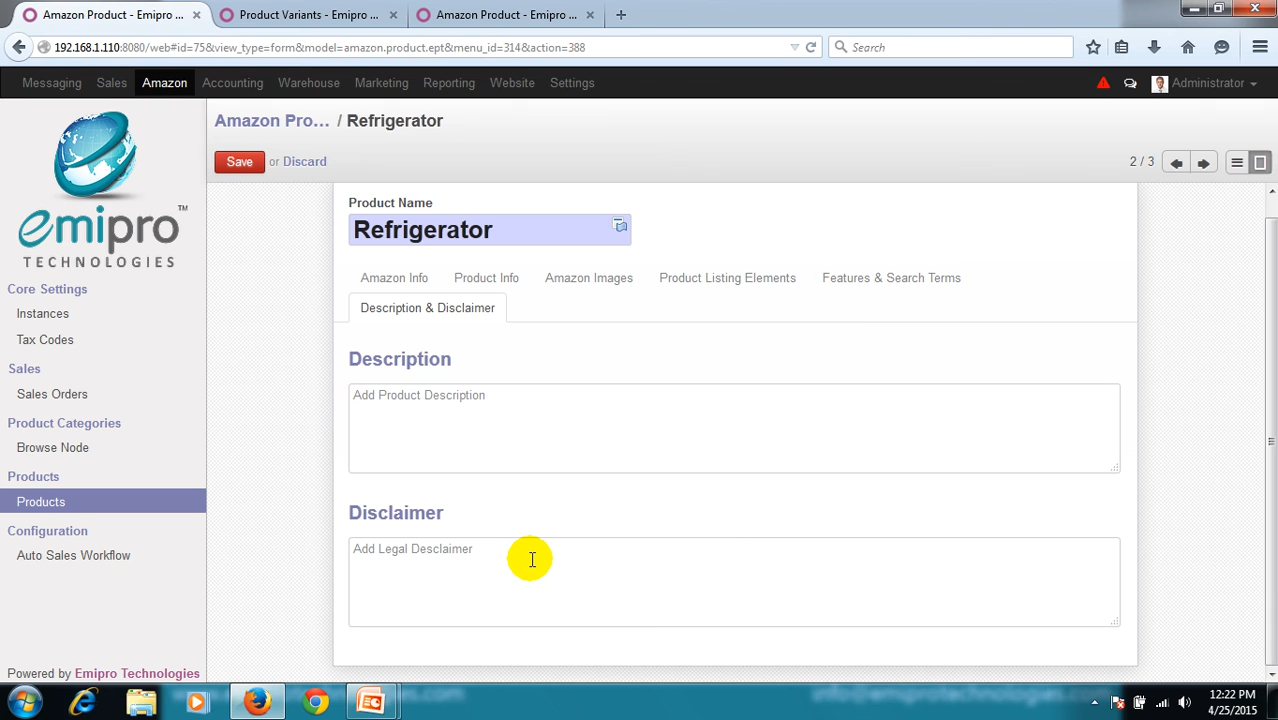 Amazon Product - Emipro ...
Product Variants - Emipro ...
Amazon Product - Emipro ...
192.168.1.110:8080/web#id=75&view_type=form&model=amazon.product.ept&menu_id=314&action=388
Search
Messaging Sales Amazon Accounting Warehouse Marketing Reporting Website Settings
Administrator
emipro
TM
TECHNOLOGIES
Core Settings
Instances
Tax Codes
Sales
Sales Orders
Product Categories
Browse Node
Products
Products
Configuration
Auto Sales Workflow
Powered by Emipro Technologies
Amazon Pro... / Refrigerator
Save or Discard
2 / 3
Product Name
Refrigerator
Amazon Info Product Info Amazon Images Product Listing Elements Features & Search Terms
Description & Disclaimer
Description
Add Product Description
Disclaimer
Add Legal Desclaimer
12:22 PM
4/25/2015